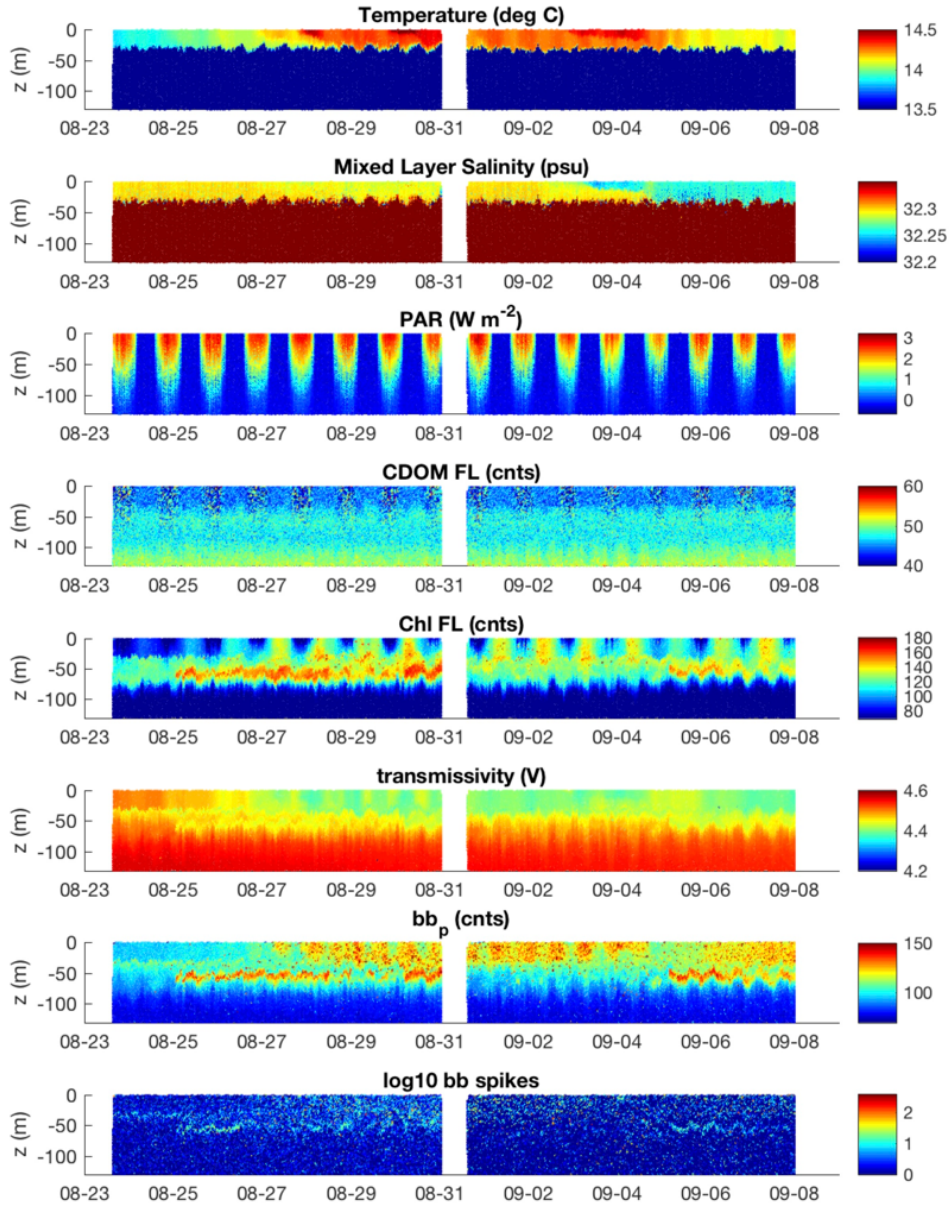 Temperature (deg C)
z (m)
0
-50
-100
08-23 08-25 08-27 08-29 08-31 09-02 09-04 09-06 09-08
14.5
14
13.5
Mixed Layer Salinity (psu)
z (m)
0
-50
-100
08-23 08-25 08-27 08-29 08-31 09-02 09-04 09-06 09-08
32.3
32.25
32.2
PAR (W m⁻²)
z (m)
0
-50
-100
08-23 08-25 08-27 08-29 08-31 09-02 09-04 09-06 09-08
3
2
1
0
CDOM FL (cnts)
z (m)
0
-50
-100
08-23 08-25 08-27 08-29 08-31 09-02 09-04 09-06 09-08
60
50
40
Chl FL (cnts)
z (m)
0
-50
-100
08-23 08-25 08-27 08-29 08-31 09-02 09-04 09-06 09-08
180
160
140
120
100
80
transmissivity (V)
z (m)
0
-50
-100
08-23 08-25 08-27 08-29 08-31 09-02 09-04 09-06 09-08
4.6
4.4
4.2
bbₚ (cnts)
z (m)
0
-50
-100
08-23 08-25 08-27 08-29 08-31 09-02 09-04 09-06 09-08
150
100
log10 bb spikes
z (m)
0
-50
-100
08-23 08-25 08-27 08-29 08-31 09-02 09-04 09-06 09-08
2
1
0